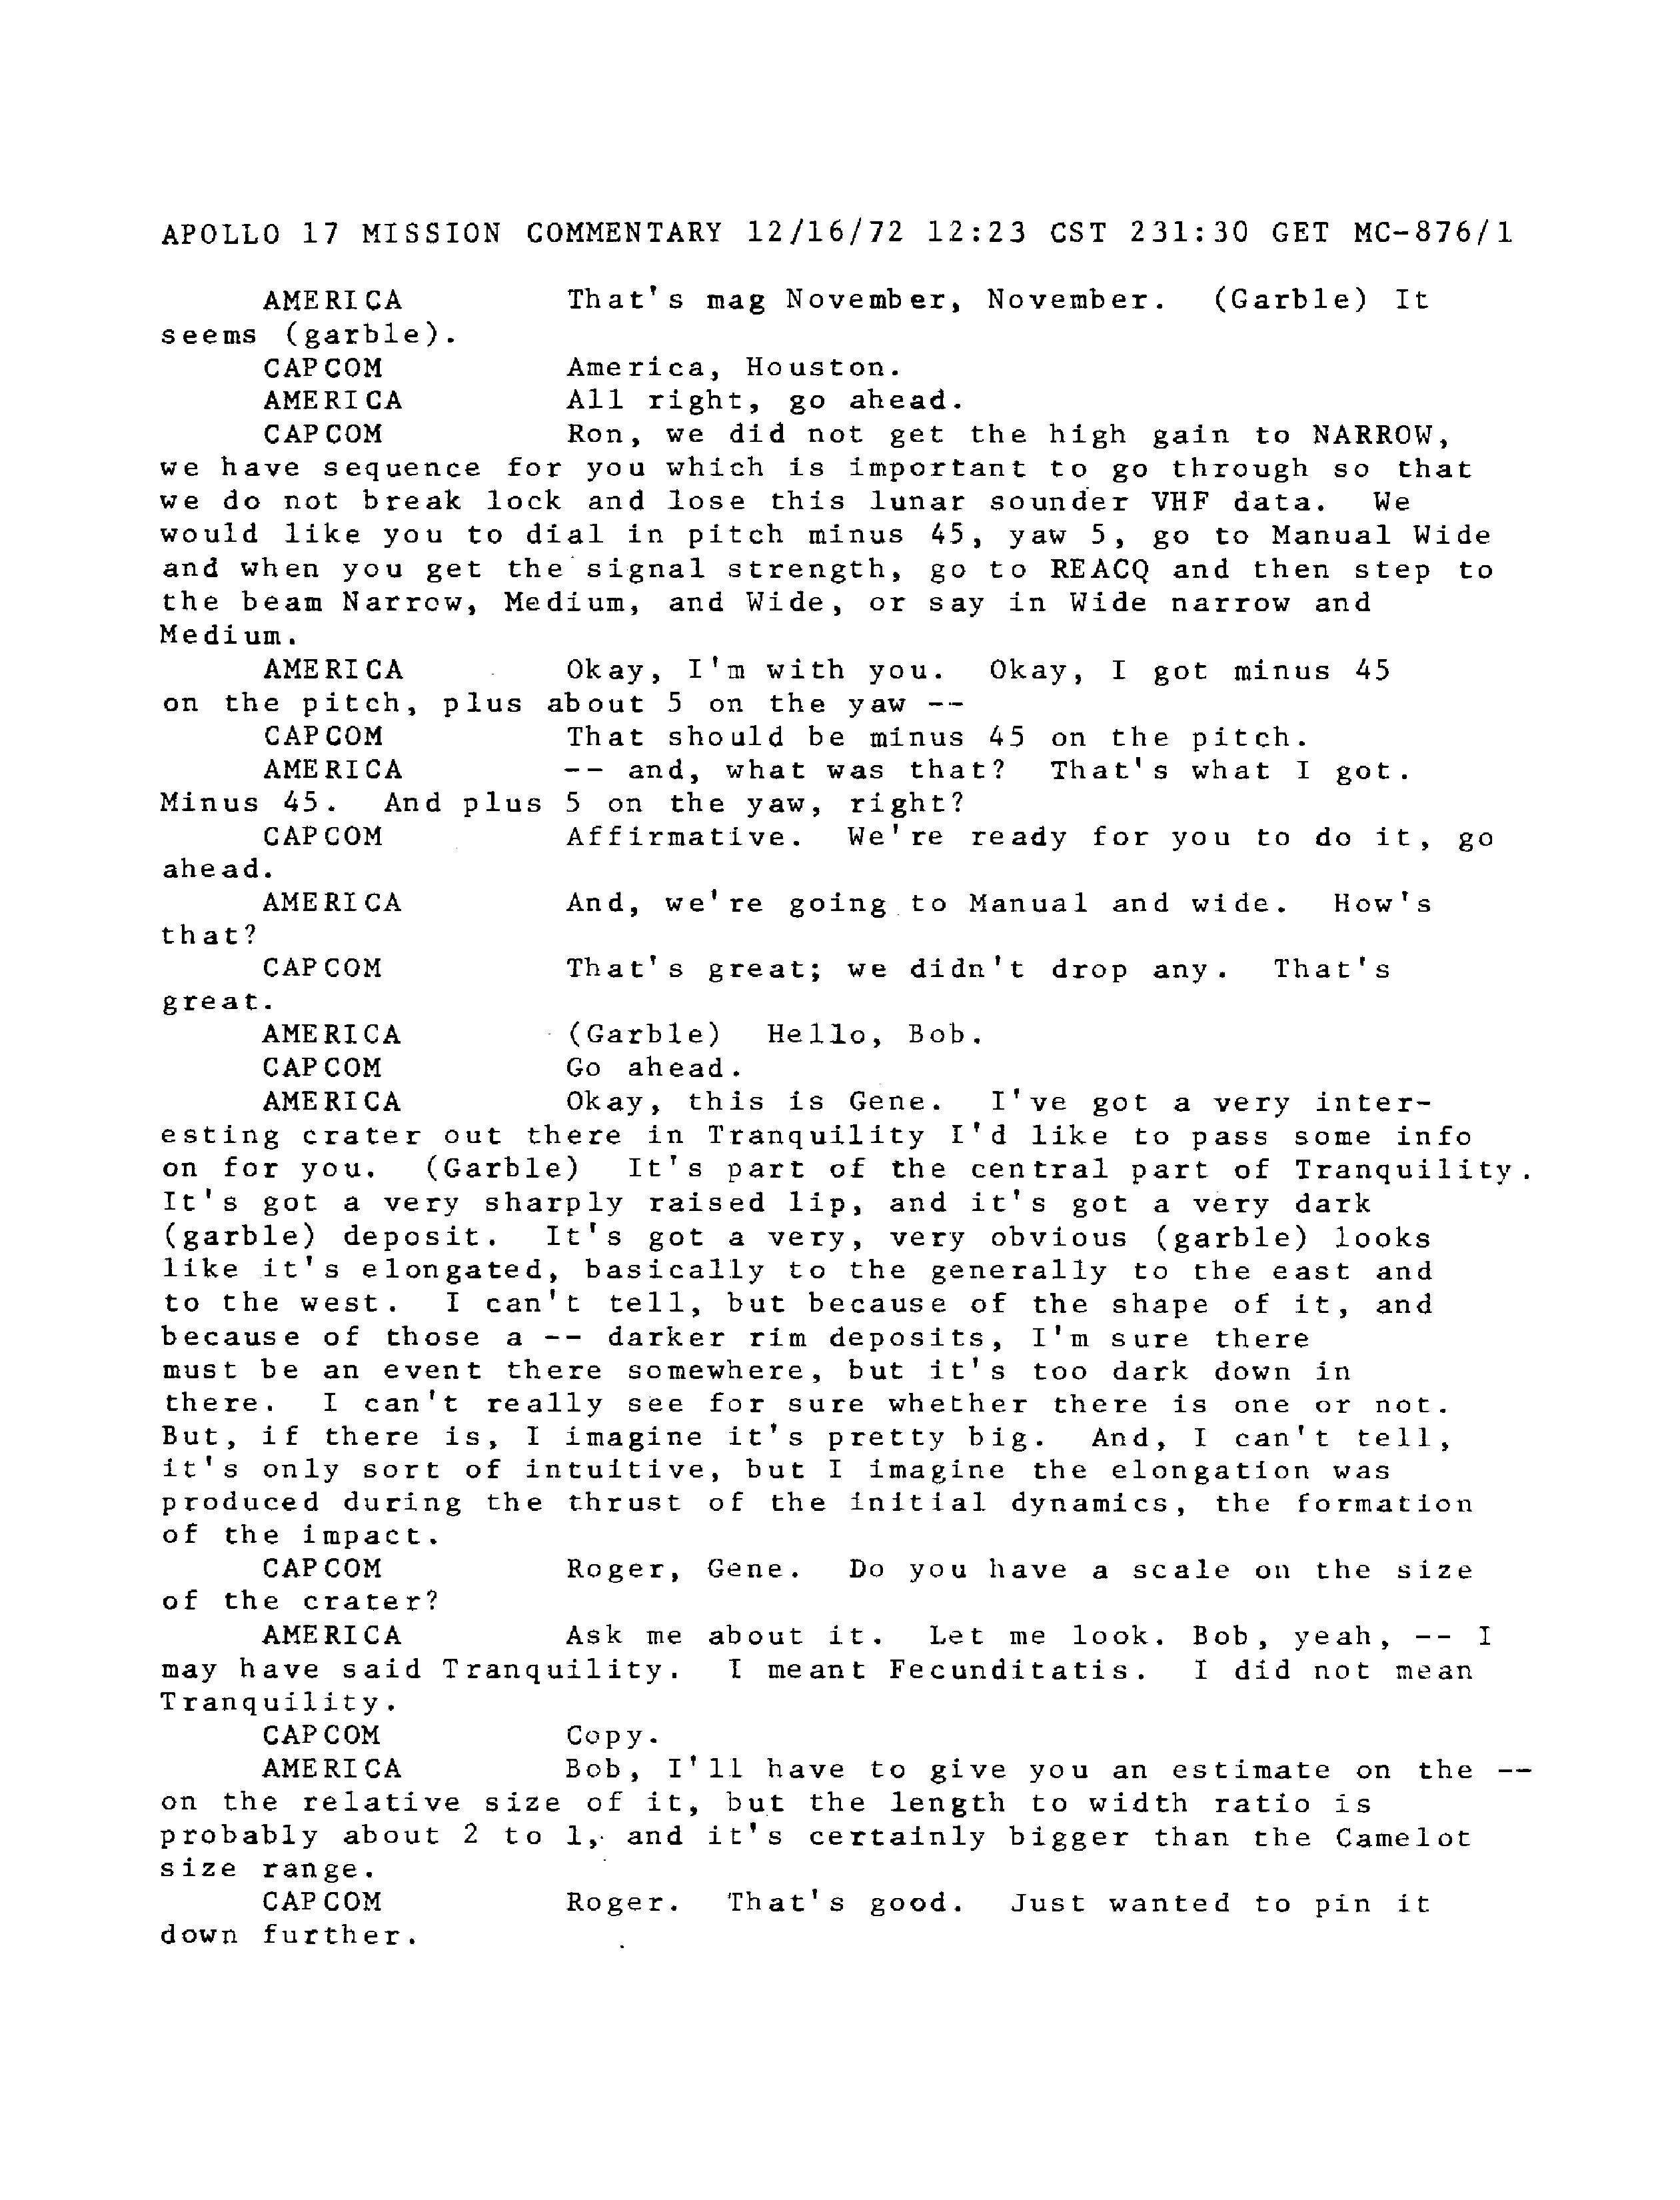 APOLLO 17 MISSION COMMENTARY 12/16/72 12:23 CST 231:30 GET MC-876/1
AMERICA That's mag November, November. (Garble) It
seems (garble).
CAPCOM America, Houston.
AMERICA All right, go ahead.
CAPCOM Ron, we did not get the high gain to NARROW,
we have sequence for you which is important to go through so that
we do not break lock and lose this lunar sounder VHF data. We
would like you to dial in pitch minus 45, yaw 5, go to Manual Wide
and when you get the signal strength, go to REACQ and then step to
the beam Narrow, Medium, and Wide, or say in Wide narrow and
Medium.
AMERICA Okay, I'm with you. Okay, I got minus 45
on the pitch, plus about 5 on the yaw --
CAPCOM That should be minus 45 on the pitch.
AMERICA -- and, what was that? That's what I got.
Minus 45. And plus 5 on the yaw, right?
CAPCOM Affirmative. We're ready for you to do it, go
ahead.
AMERICA And, we're going to Manual and wide. How's
that?
CAPCOM That's great; we didn't drop any. That's
great.
AMERICA (Garble) Hello, Bob.
CAPCOM Go ahead.
AMERICA Okay, this is Gene. I've got a very inter-
esting crater out there in Tranquility I'd like to pass some info
on for you. (Garble) It's part of the central part of Tranquility.
It's got a very sharply raised lip, and it's got a very dark
(garble) deposit. It's got a very, very obvious (garble) looks
like it's elongated, basically to the generally to the east and
to the west. I can't tell, but because of the shape of it, and
because of those a -- darker rim deposits, I'm sure there
must be an event there somewhere, but it's too dark down in
there. I can't really see for sure whether there is one or not.
But, if there is, I imagine it's pretty big. And, I can't tell,
it's only sort of intuitive, but I imagine the elongation was
produced during the thrust of the initial dynamics, the formation
of the impact.
CAPCOM Roger, Gene. Do you have a scale on the size
of the crater?
AMERICA Ask me about it. Let me look. Bob, yeah, -- I
may have said Tranquility. I meant Fecunditatis. I did not mean
Tranquility.
CAPCOM Copy.
AMERICA Bob, I'll have to give you an estimate on the --
on the relative size of it, but the length to width ratio is
probably about 2 to 1, and it's certainly bigger than the Camelot
size range.
CAPCOM Roger. That's good. Just wanted to pin it
down further.